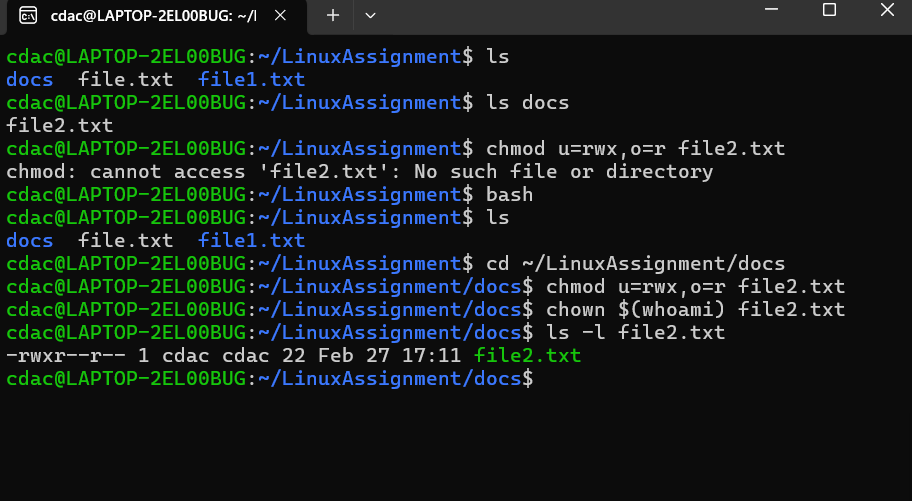 cdac@LAPTOP-2EL00BUG: ~/l
cdac@LAPTOP-2EL00BUG:~/LinuxAssignment$ ls
docs  file.txt  file1.txt
cdac@LAPTOP-2EL00BUG:~/LinuxAssignment$ ls docs
file2.txt
cdac@LAPTOP-2EL00BUG:~/LinuxAssignment$ chmod u=rwx,o=r file2.txt
chmod: cannot access 'file2.txt': No such file or directory
cdac@LAPTOP-2EL00BUG:~/LinuxAssignment$ bash
cdac@LAPTOP-2EL00BUG:~/LinuxAssignment$ ls
docs  file.txt  file1.txt
cdac@LAPTOP-2EL00BUG:~/LinuxAssignment$ cd ~/LinuxAssignment/docs
cdac@LAPTOP-2EL00BUG:~/LinuxAssignment/docs$ chmod u=rwx,o=r file2.txt
cdac@LAPTOP-2EL00BUG:~/LinuxAssignment/docs$ chown $(whoami) file2.txt
cdac@LAPTOP-2EL00BUG:~/LinuxAssignment/docs$ ls -l file2.txt
-rwxr--r-- 1 cdac cdac 22 Feb 27 17:11 file2.txt
cdac@LAPTOP-2EL00BUG:~/LinuxAssignment/docs$